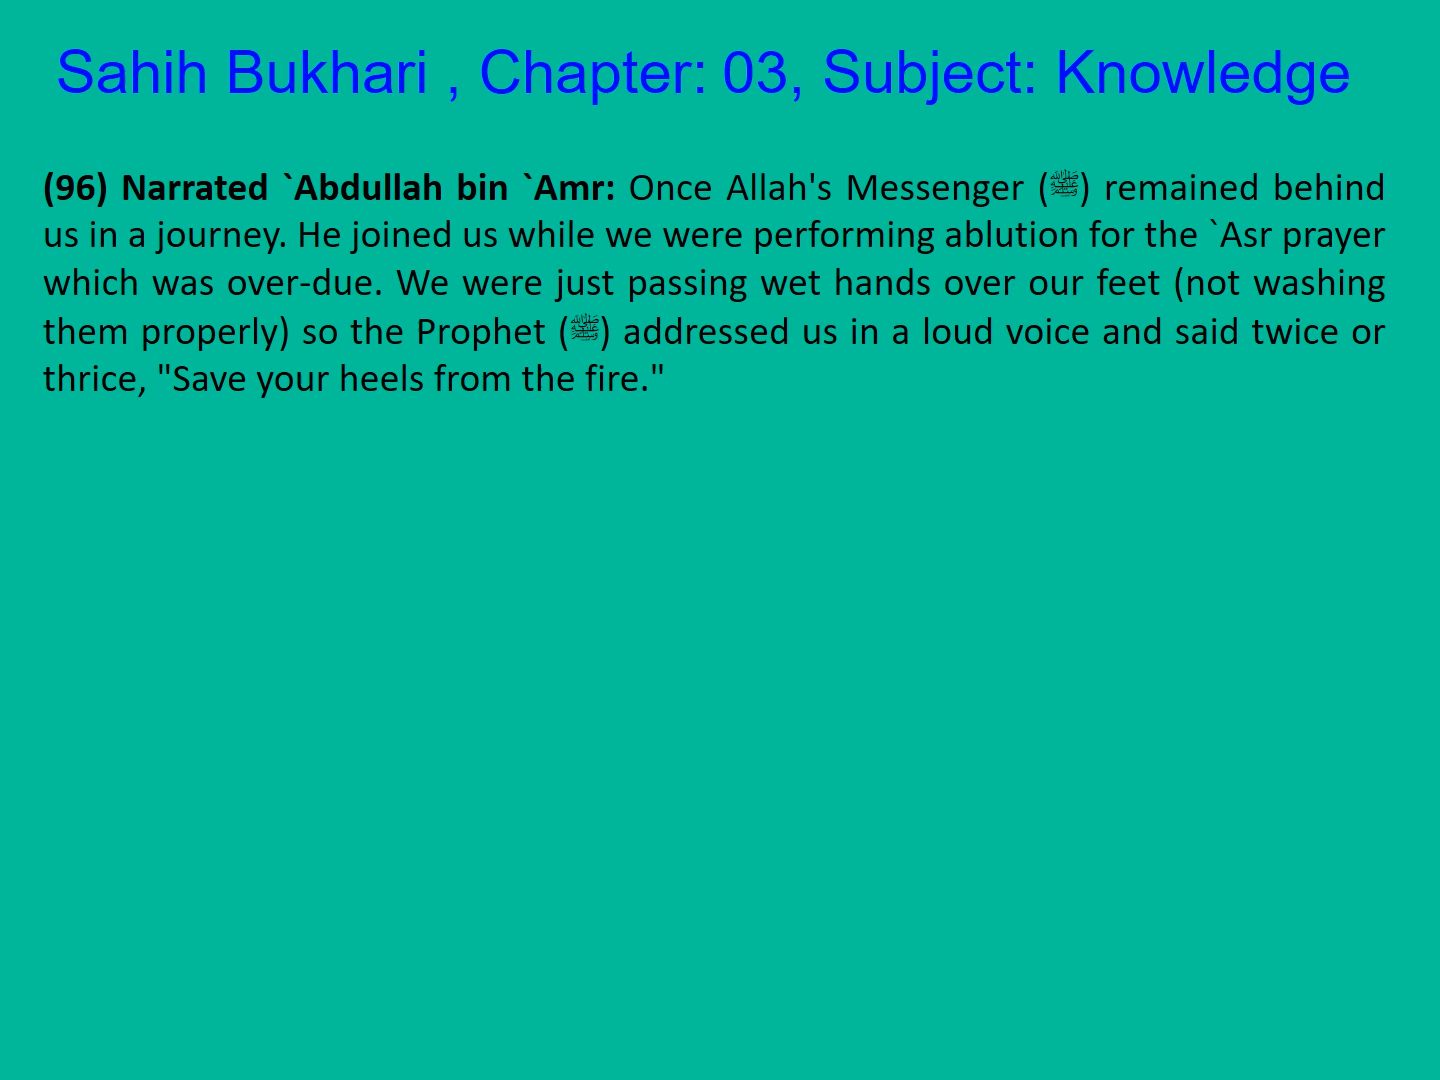 Sahih Bukhari , Chapter: 03, Subject: Knowledge
(96) Narrated `Abdullah bin `Amr: Once Allah's Messenger (ﷺ) remained behind
us in a journey. He joined us while we were performing ablution for the `Asr prayer
which was over-due. We were just passing wet hands over our feet (not washing
them properly) so the Prophet (ﷺ) addressed us in a loud voice and said twice or
thrice, "Save your heels from the fire."